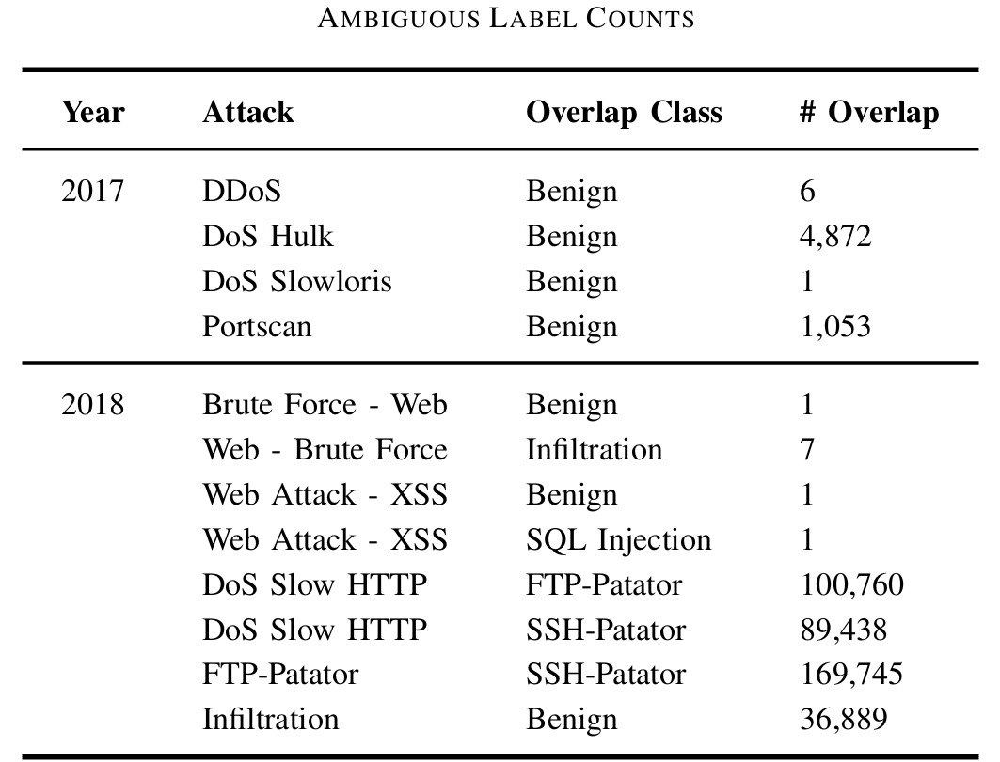 AMBIGUOUS LABEL COUNTS
Year Attack Overlap Class # Overlap
2017 DDoS Benign 6
DoS Hulk Benign 4,872
DoS Slowloris Benign 1
Portscan Benign 1,053
2018 Brute Force - Web Benign 1
Web - Brute Force Infiltration 7
Web Attack - XSS Benign 1
Web Attack - XSS SQL Injection 1
DoS Slow HTTP FTP-Patator 100,760
DoS Slow HTTP SSH-Patator 89,438
FTP-Patator SSH-Patator 169,745
Infiltration Benign 36,889